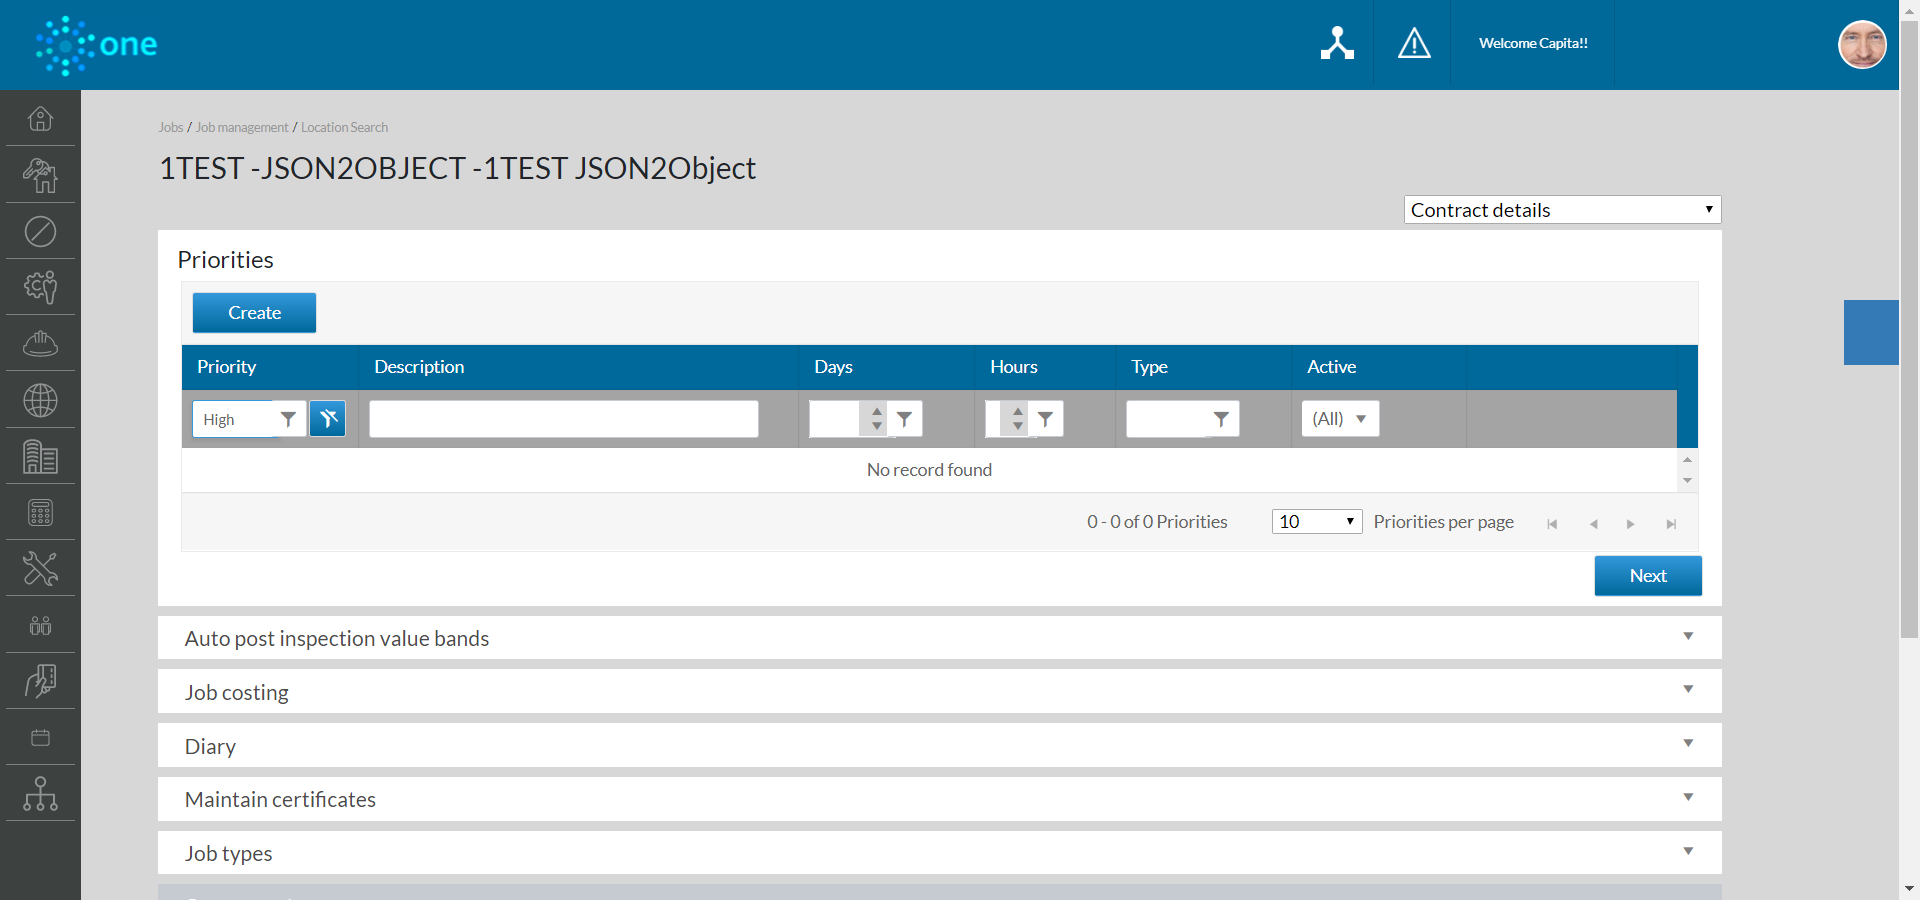 one
Welcome Capita!!
Jobs / Job management / Location Search
1TEST -JSON2OBJECT -1TEST JSON2Object
Contract details
Priorities
Create
Priority Description Days Hours Type Active
High (All)
No record found
0 - 0 of 0 Priorities 10 Priorities per page
Next
Auto post inspection value bands
Job costing
Diary
Maintain certificates
Job types